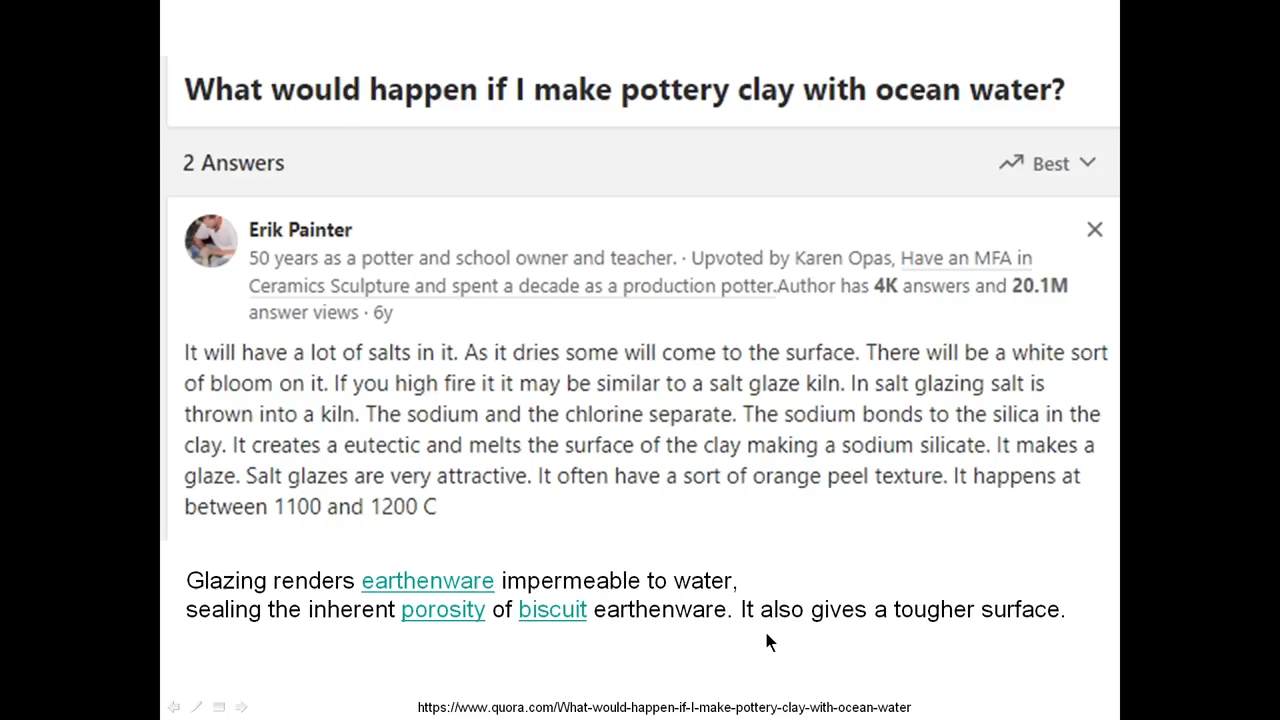 What would happen if I make pottery clay with ocean water?
2 Answers
Best
Erik Painter
50 years as a potter and school owner and teacher. · Upvoted by Karen Opas, Have an MFA in
Ceramics Sculpture and spent a decade as a production potter.Author has 4K answers and 20.1M
answer views · 6y
It will have a lot of salts in it. As it dries some will come to the surface. There will be a white sort
of bloom on it. If you high fire it it may be similar to a salt glaze kiln. In salt glazing salt is
thrown into a kiln. The sodium and the chlorine separate. The sodium bonds to the silica in the
clay. It creates a eutectic and melts the surface of the clay making a sodium silicate. It makes a
glaze. Salt glazes are very attractive. It often have a sort of orange peel texture. It happens at
between 1100 and 1200 C
Glazing renders earthenware impermeable to water,
sealing the inherent porosity of biscuit earthenware. It also gives a tougher surface.
https://www.quora.com/What-would-happen-if-I-make-pottery-clay-with-ocean-water